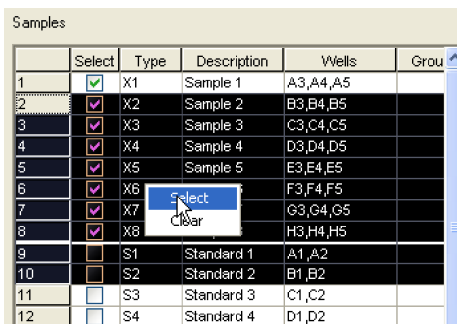 Samples
Select Type Description Wells Grou
1 X1 Sample 1 A3,A4,A5
2 X2 Sample 2 B3,B4,B5
3 X3 Sample 3 C3,C4,C5
4 X4 Sample 4 D3,D4,D5
5 X5 Sample 5 E3,E4,E5
6 X6 F3,F4,F5
Select
7 X7 G3,G4,G5
Clear
8 X8 H3,H4,H5
9 S1 Standard 1 A1,A2
10 S2 Standard 2 B1,B2
11 S3 Standard 3 C1,C2
12 S4 Standard 4 D1,D2